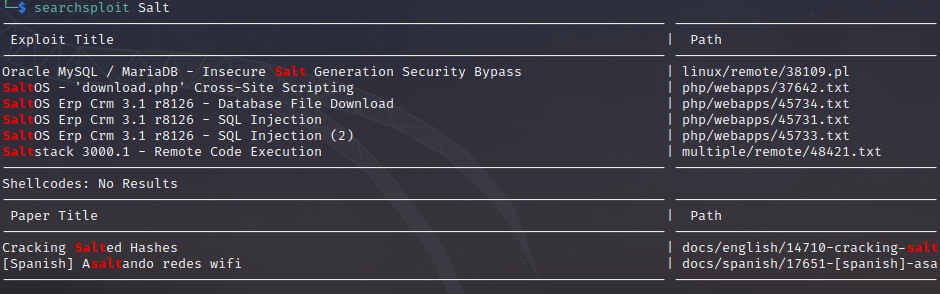 $ searchsploit Salt
Exploit Title | Path
Oracle MySQL / MariaDB - Insecure Salt Generation Security Bypass | linux/remote/38109.pl
SaltOS - 'download.php' Cross-Site Scripting | php/webapps/37642.txt
SaltOS Erp Crm 3.1 r8126 - Database File Download | php/webapps/45734.txt
SaltOS Erp Crm 3.1 r8126 - SQL Injection | php/webapps/45731.txt
SaltOS Erp Crm 3.1 r8126 - SQL Injection (2) | php/webapps/45733.txt
Saltstack 3000.1 - Remote Code Execution | multiple/remote/48421.txt
Shellcodes: No Results
Paper Title | Path
Cracking Salted Hashes | docs/english/14710-cracking-salt
[Spanish] Asaltando redes wifi | docs/spanish/17651-[spanish]-asa